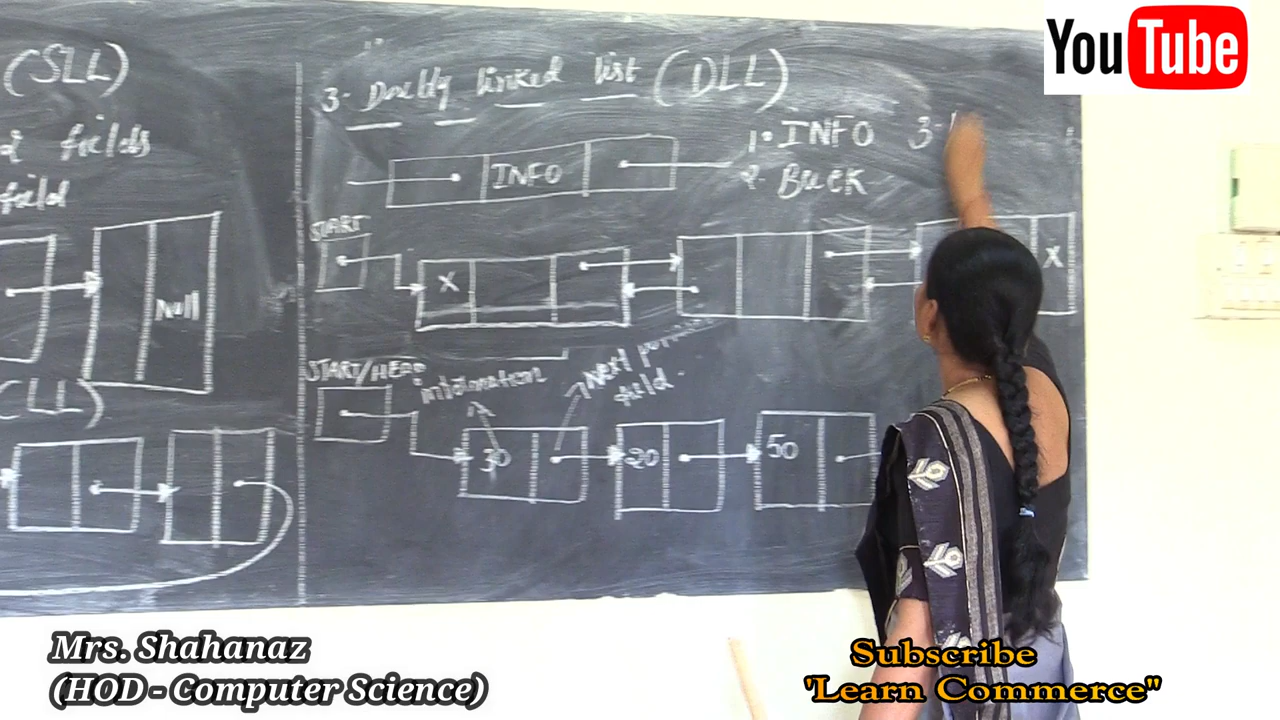 (SLL)
fields
field
Null
CLL)
3- Doubly linked list (DLL)
INFO
1. INFO 3-
2. Back
START
X
X
START/HEAD
information
Next pointer
field.
30
20
50
YouTube
Mrs. Shahanaz
(HOD - Computer Science)
Subscribe
'Learn Commerce"